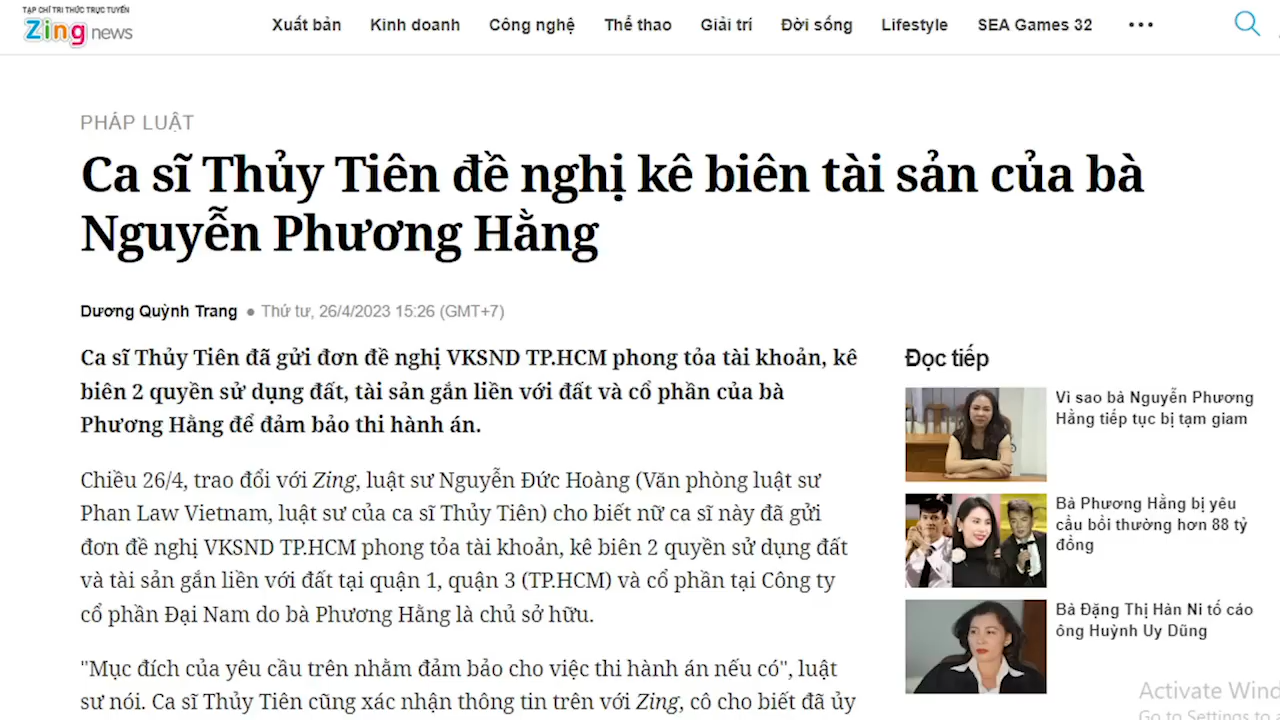 TẠP CHÍ TRI THỨC TRỰC TUYẾN
Zing news
Xuất bản Kinh doanh Công nghệ Thể thao Giải trí Đời sống Lifestyle SEA Games 32 •••
PHÁP LUẬT
Ca sĩ Thủy Tiên đề nghị kê biên tài sản của bà
Nguyễn Phương Hằng
Dương Quỳnh Trang • Thứ tư, 26/4/2023 15:26 (GMT+7)
Ca sĩ Thủy Tiên đã gửi đơn đề nghị VKSND TP.HCM phong tỏa tài khoản, kê
biên 2 quyền sử dụng đất, tài sản gắn liền với đất và cổ phần của bà
Phương Hằng để đảm bảo thi hành án.
Chiều 26/4, trao đổi với Zing, luật sư Nguyễn Đức Hoàng (Văn phòng luật sư
Phan Law Vietnam, luật sư của ca sĩ Thủy Tiên) cho biết nữ ca sĩ này đã gửi
đơn đề nghị VKSND TP.HCM phong tỏa tài khoản, kê biên 2 quyền sử dụng đất
và tài sản gắn liền với đất tại quận 1, quận 3 (TP.HCM) và cổ phần tại Công ty
cổ phần Đại Nam do bà Phương Hằng là chủ sở hữu.
"Mục đích của yêu cầu trên nhằm đảm bảo cho việc thi hành án nếu có", luật
sư nói. Ca sĩ Thủy Tiên cũng xác nhận thông tin trên với Zing, cô cho biết đã ủy
Đọc tiếp
Vì sao bà Nguyễn Phương
Hằng tiếp tục bị tạm giam
Bà Phương Hằng bị yêu
cầu bồi thường hơn 88 tỷ
đồng
Bà Đặng Thị Hàn Ni tố cáo
ông Huỳnh Uy Dũng
Activate Wind
Go to Settings to a